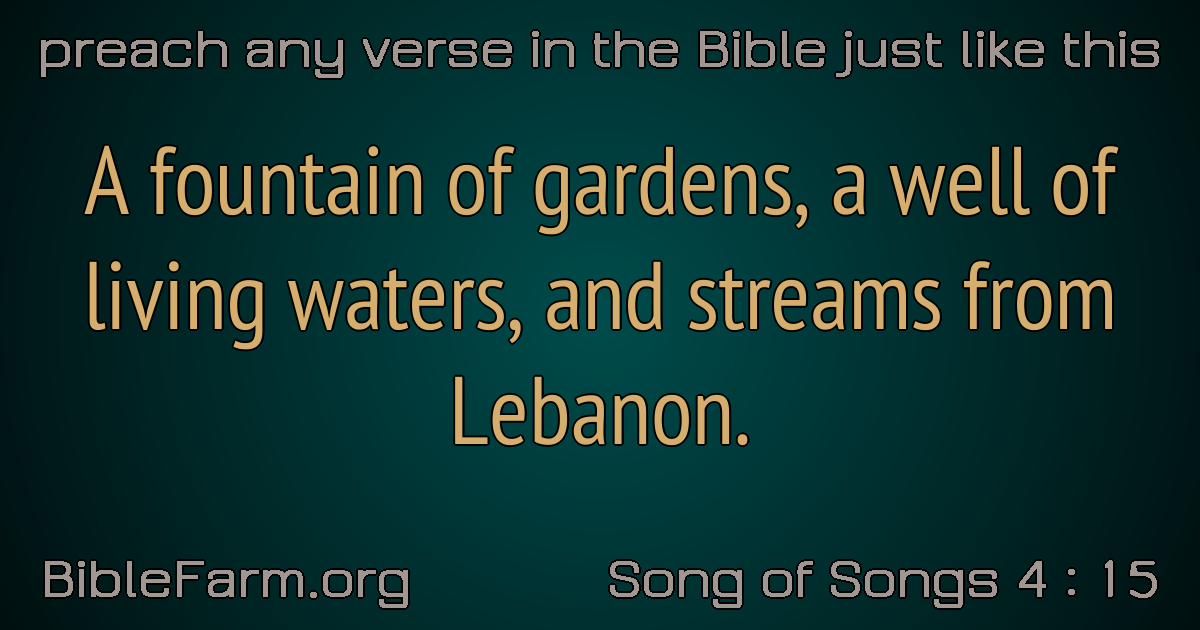 preach any verse in the Bible just like this
A fountain of gardens, a well of
living waters, and streams from
Lebanon.
BibleFarm.org
Song of Songs 4 : 15